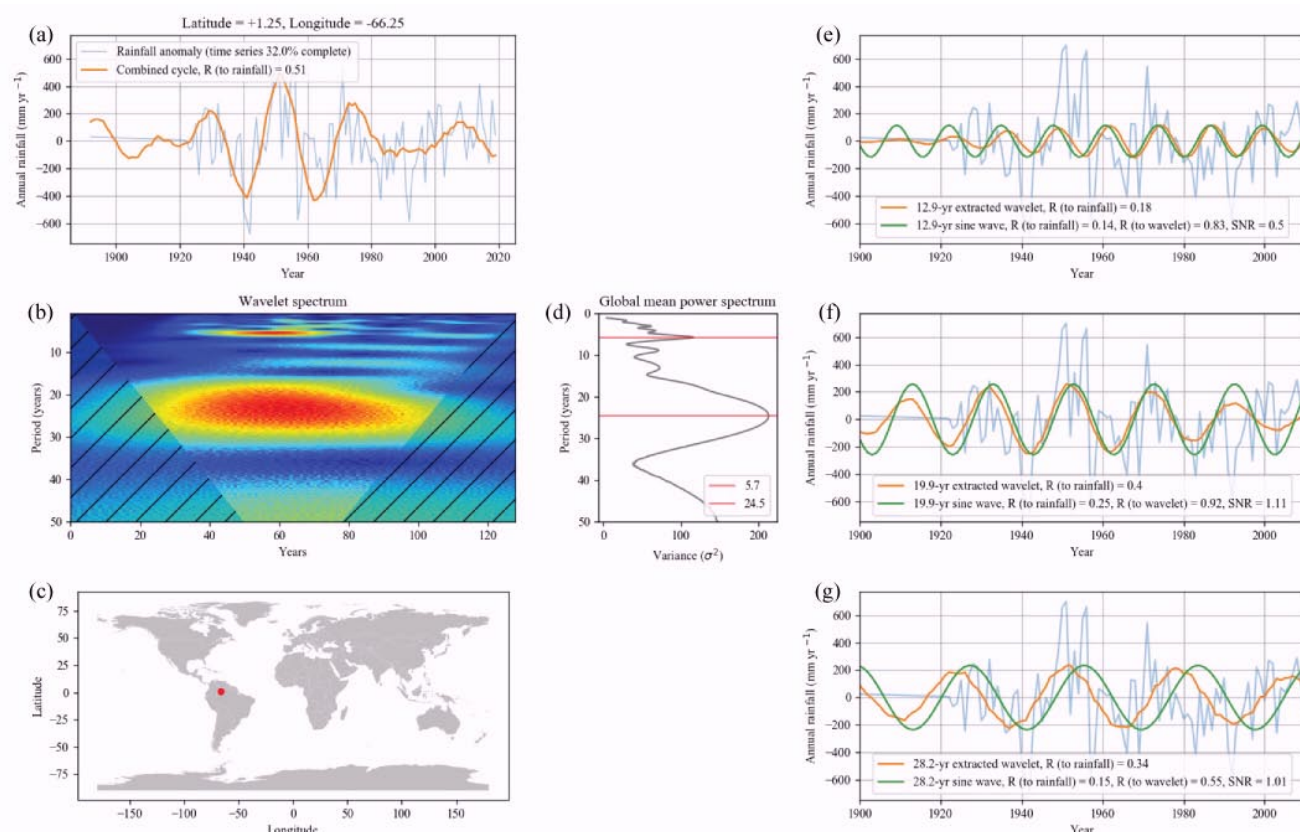 (a)
Latitude = +1.25, Longitude = -66.25
Rainfall anomaly (time series 32.0% complete)
Combined cycle, R (to rainfall) = 0.51
Annual rainfall (mm yr −1)
600
400
200
0
−200
−400
−600
1900 1920 1940 1960 1980 2000 2020
Year
(b)
Wavelet spectrum
Period (years)
10
20
30
40
50
0 20 40 60 80 100 120
Years
(c)
Latitude
75
50
25
0
−25
−50
−75
−150 −100 −50 0 50 100 150
Longitude
(d)
Global mean power spectrum
Period (years)
0
10
20
30
40
50
5.7
24.5
0 100 200
Variance (σ2)
(e)
Annual rainfall (mm yr −1)
600
400
200
0
−200
−400
−600
12.9-yr extracted wavelet, R (to rainfall) = 0.18
12.9-yr sine wave, R (to rainfall) = 0.14, R (to wavelet) = 0.83, SNR = 0.5
1900 1920 1940 1960 1980 2000
Year
(f)
Annual rainfall (mm yr −1)
600
400
200
0
−200
−400
−600
19.9-yr extracted wavelet, R (to rainfall) = 0.4
19.9-yr sine wave, R (to rainfall) = 0.25, R (to wavelet) = 0.92, SNR = 1.11
1900 1920 1940 1960 1980 2000
Year
(g)
Annual rainfall (mm yr −1)
600
400
200
0
−200
−400
−600
28.2-yr extracted wavelet, R (to rainfall) = 0.34
28.2-yr sine wave, R (to rainfall) = 0.15, R (to wavelet) = 0.55, SNR = 1.01
1900 1920 1940 1960 1980 2000
Year